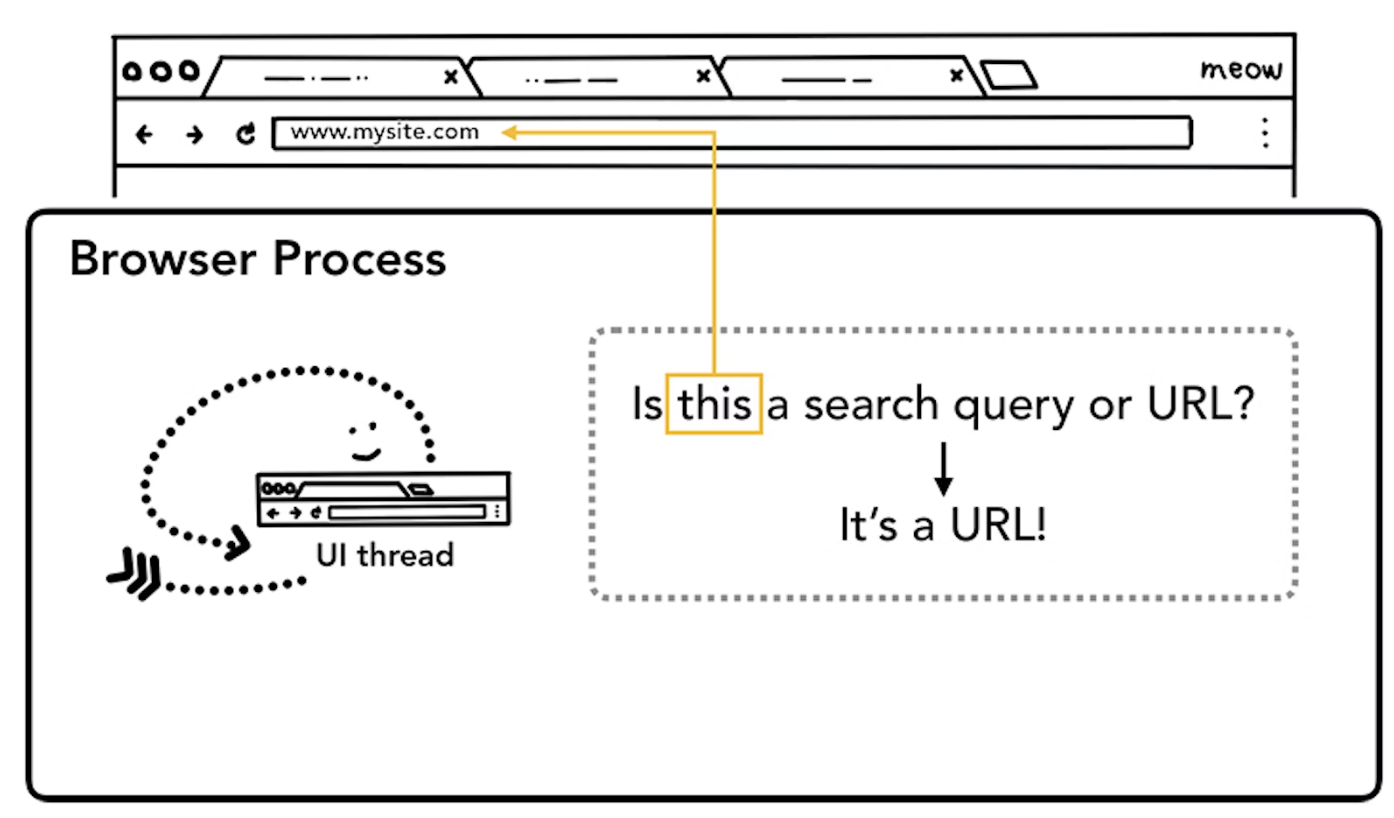 meow
www.mysite.com
Browser Process
Is this a search query or URL?
It's a URL!
UI thread